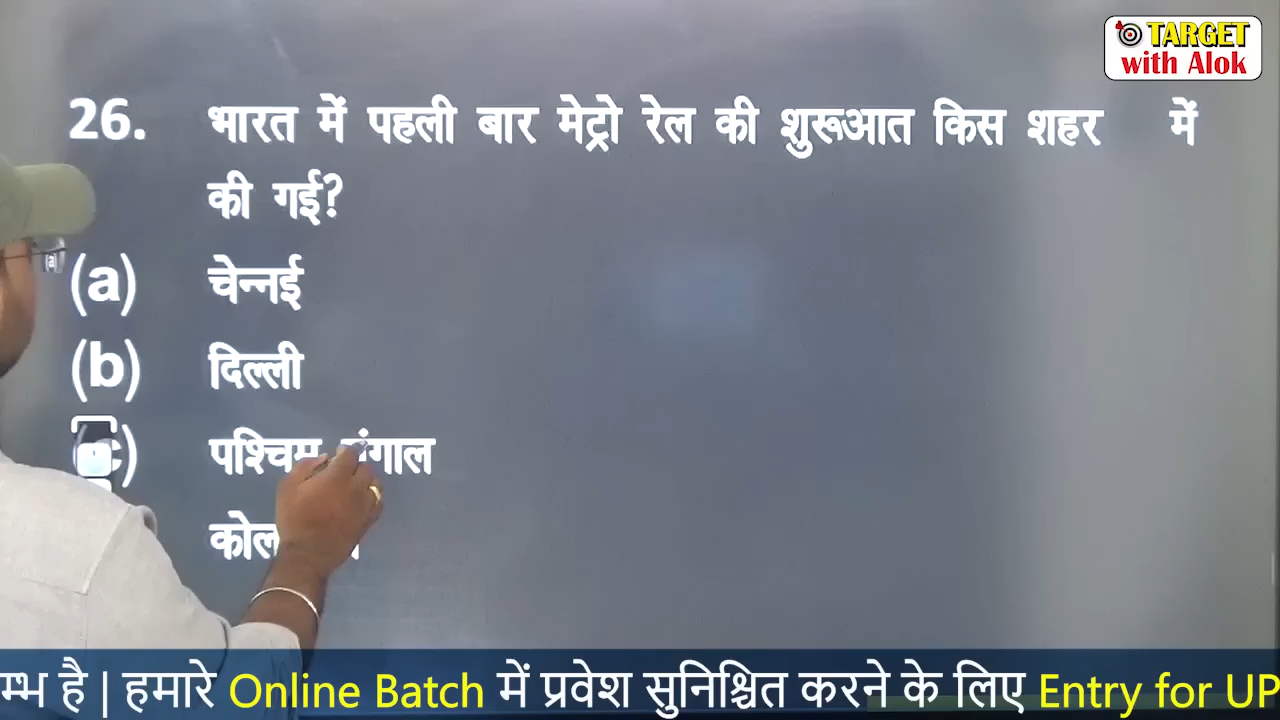 TARGET
with Alok
26. भारत में पहली बार मेट्रो रेल की शुरूआत किस शहर में
की गई?
(a) चेन्नई
(b) दिल्ली
पश्चिम बंगाल
म्भ है | हमारे Online Batch में प्रवेश सुनिश्चित करने के लिए Entry for UP